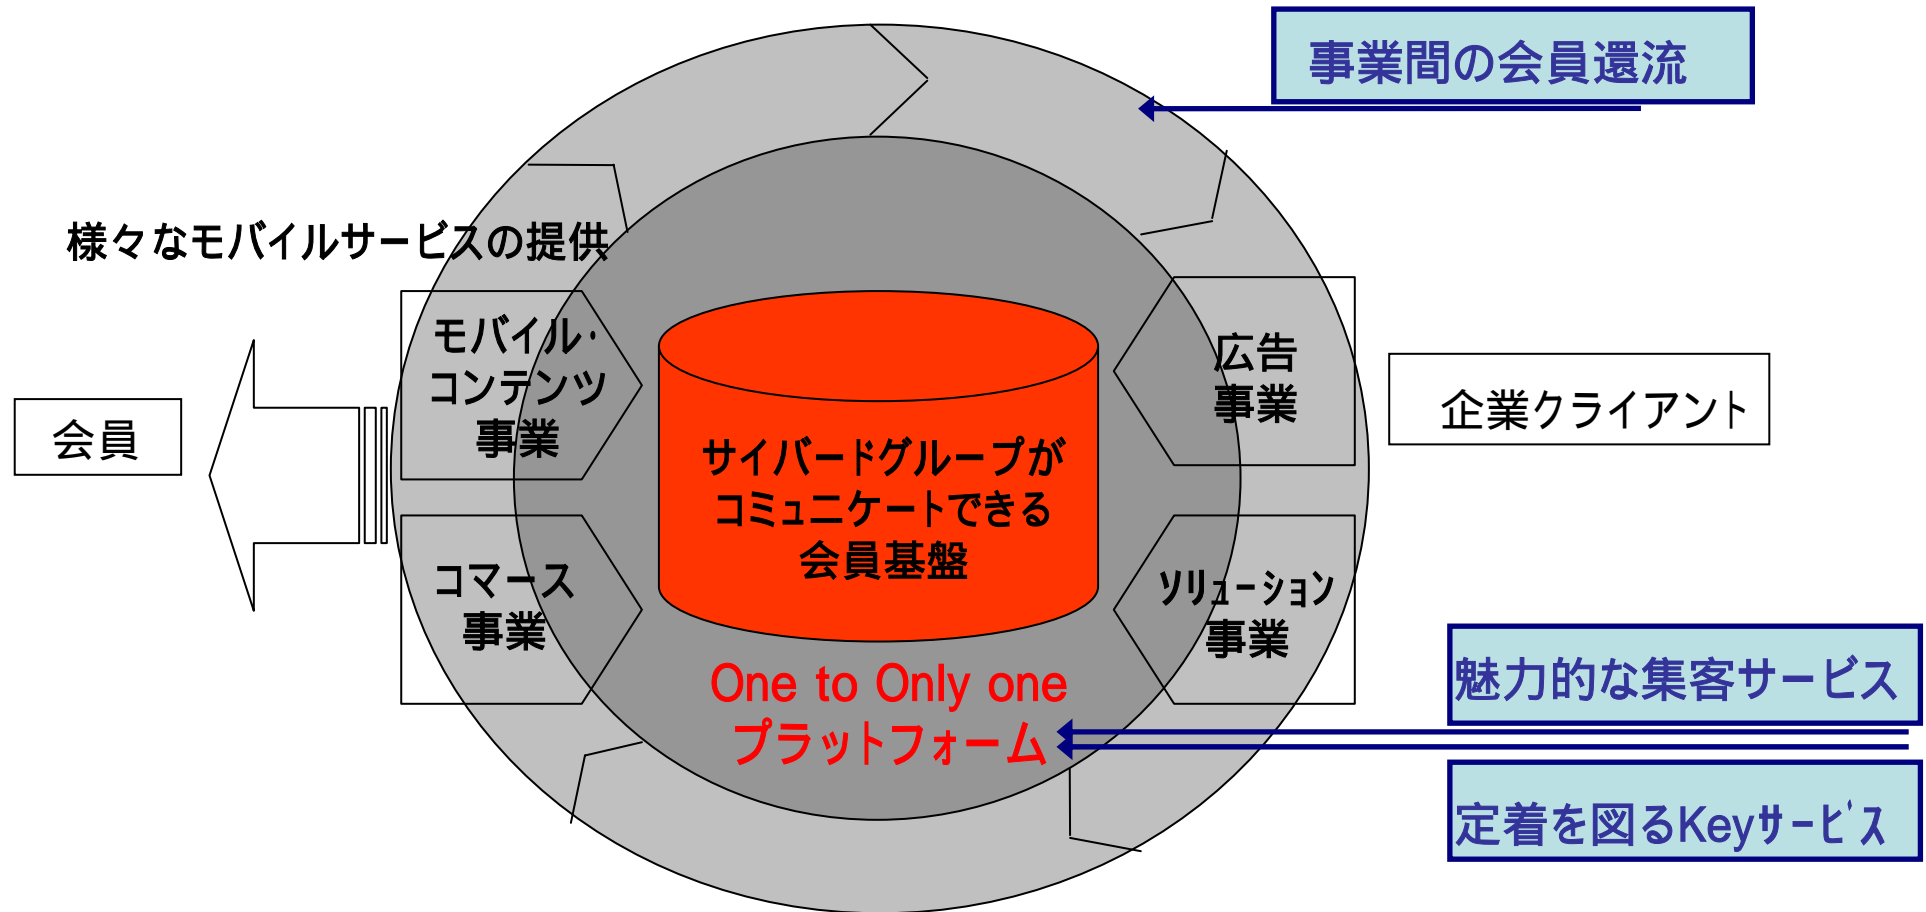 事業間の会員還流
様々なモバイルサービスの提供
モバイル・
コンテンツ
事業
広告
事業
会員
企業クライアント
サイバードグループが
コミュニケートできる
会員基盤
コマース
事業
ソリューション
事業
One to Only one
プラットフォーム
魅力的な集客サービス
定着を図るKeyサービス